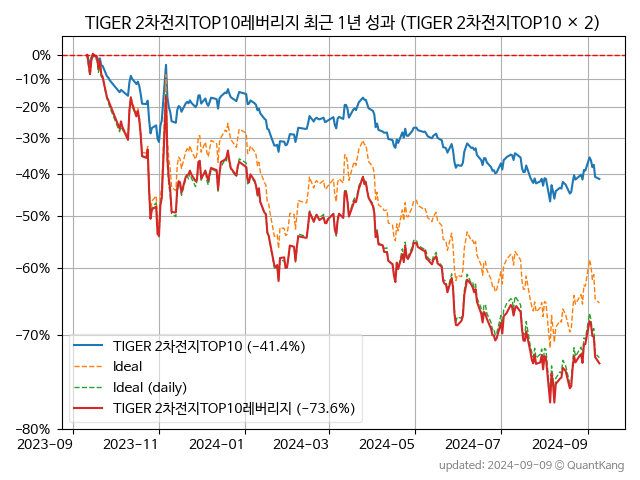 TIGER 2차전지TOP10레버리지 최근 1년 성과 (TIGER 2차전지TOP10 × 2)
0%
−10%
−20%
−30%
−40%
−50%
−60%
−70%
−80%
TIGER 2차전지TOP10 (−41.4%)
Ideal
Ideal (daily)
TIGER 2차전지TOP10레버리지 (−73.6%)
2023-09 2023-11 2024-01 2024-03 2024-05 2024-07 2024-09
updated: 2024-09-09 © QuantKang